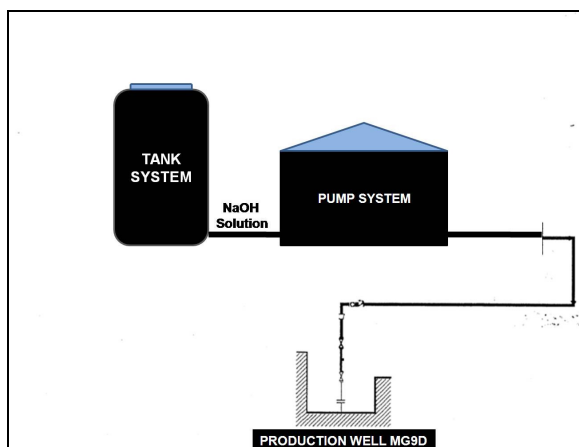 TANK
SYSTEM
NaOH
Solution
PUMP SYSTEM
PRODUCTION WELL MG9D